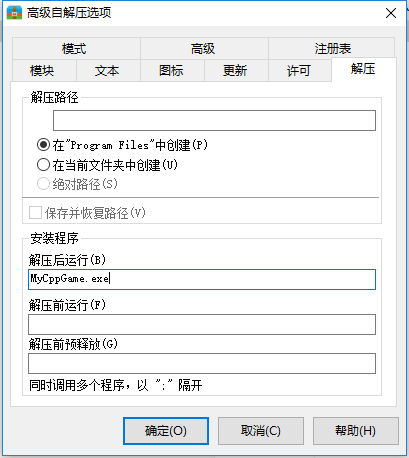 高级自解压选项
模式 高级 注册表
模块 文本 图标 更新 许可 解压
解压路径
在"Program Files"中创建(P)
在当前文件夹中创建(U)
绝对路径(S)
保存并恢复路径(V)
安装程序
解压后运行(B)
MyCppGame.exe
解压前运行(F)
解压前预释放(G)
同时调用多个程序，以 ";" 隔开
确定(O) 取消(C) 帮助(H)